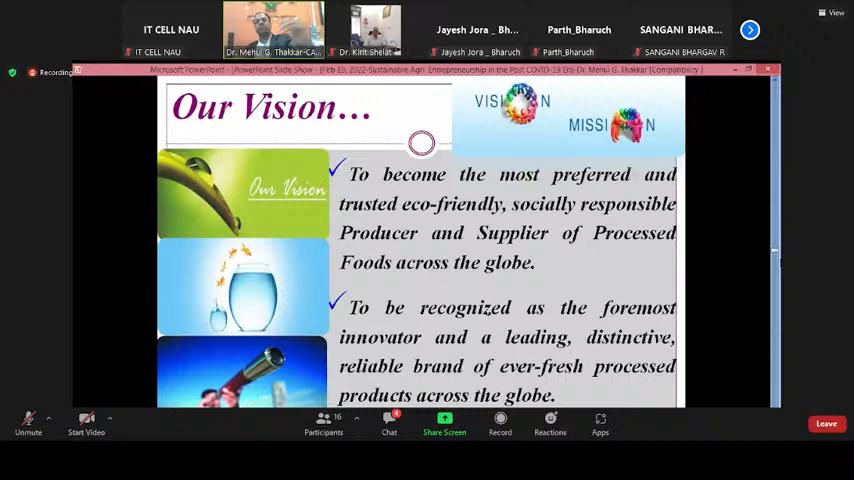 View
IT CELL NAU
Jayesh Jora _ Bh...
Parth_Bharuch
SANGANI BHAR...
IT CELL NAU
Dr. Mehul G. Thakkar-CA...
Dr. Kirit Shelat
Jayesh Jora _ Bharuch
Parth_Bharuch
SANGANI BHARGAV R
Recording
Microsoft PowerPoint - [PowerPoint Slide Show - [Feb-19, 2022-Sustainable Agri. Entrepreneurship in the Post COVID-19 Era-Dr. Mehul G. Thakkar [Compatibility ]
Our Vision...
VISI N
MISSI N
Our Vision
To become the most preferred and
trusted eco-friendly, socially responsible
Producer and Supplier of Processed
Foods across the globe.
To be recognized as the foremost
innovator and a leading, distinctive,
reliable brand of ever-fresh processed
products across the globe.
16
4
Unmute
Start Video
Participants
Chat
Share Screen
Record
Reactions
Apps
Leave